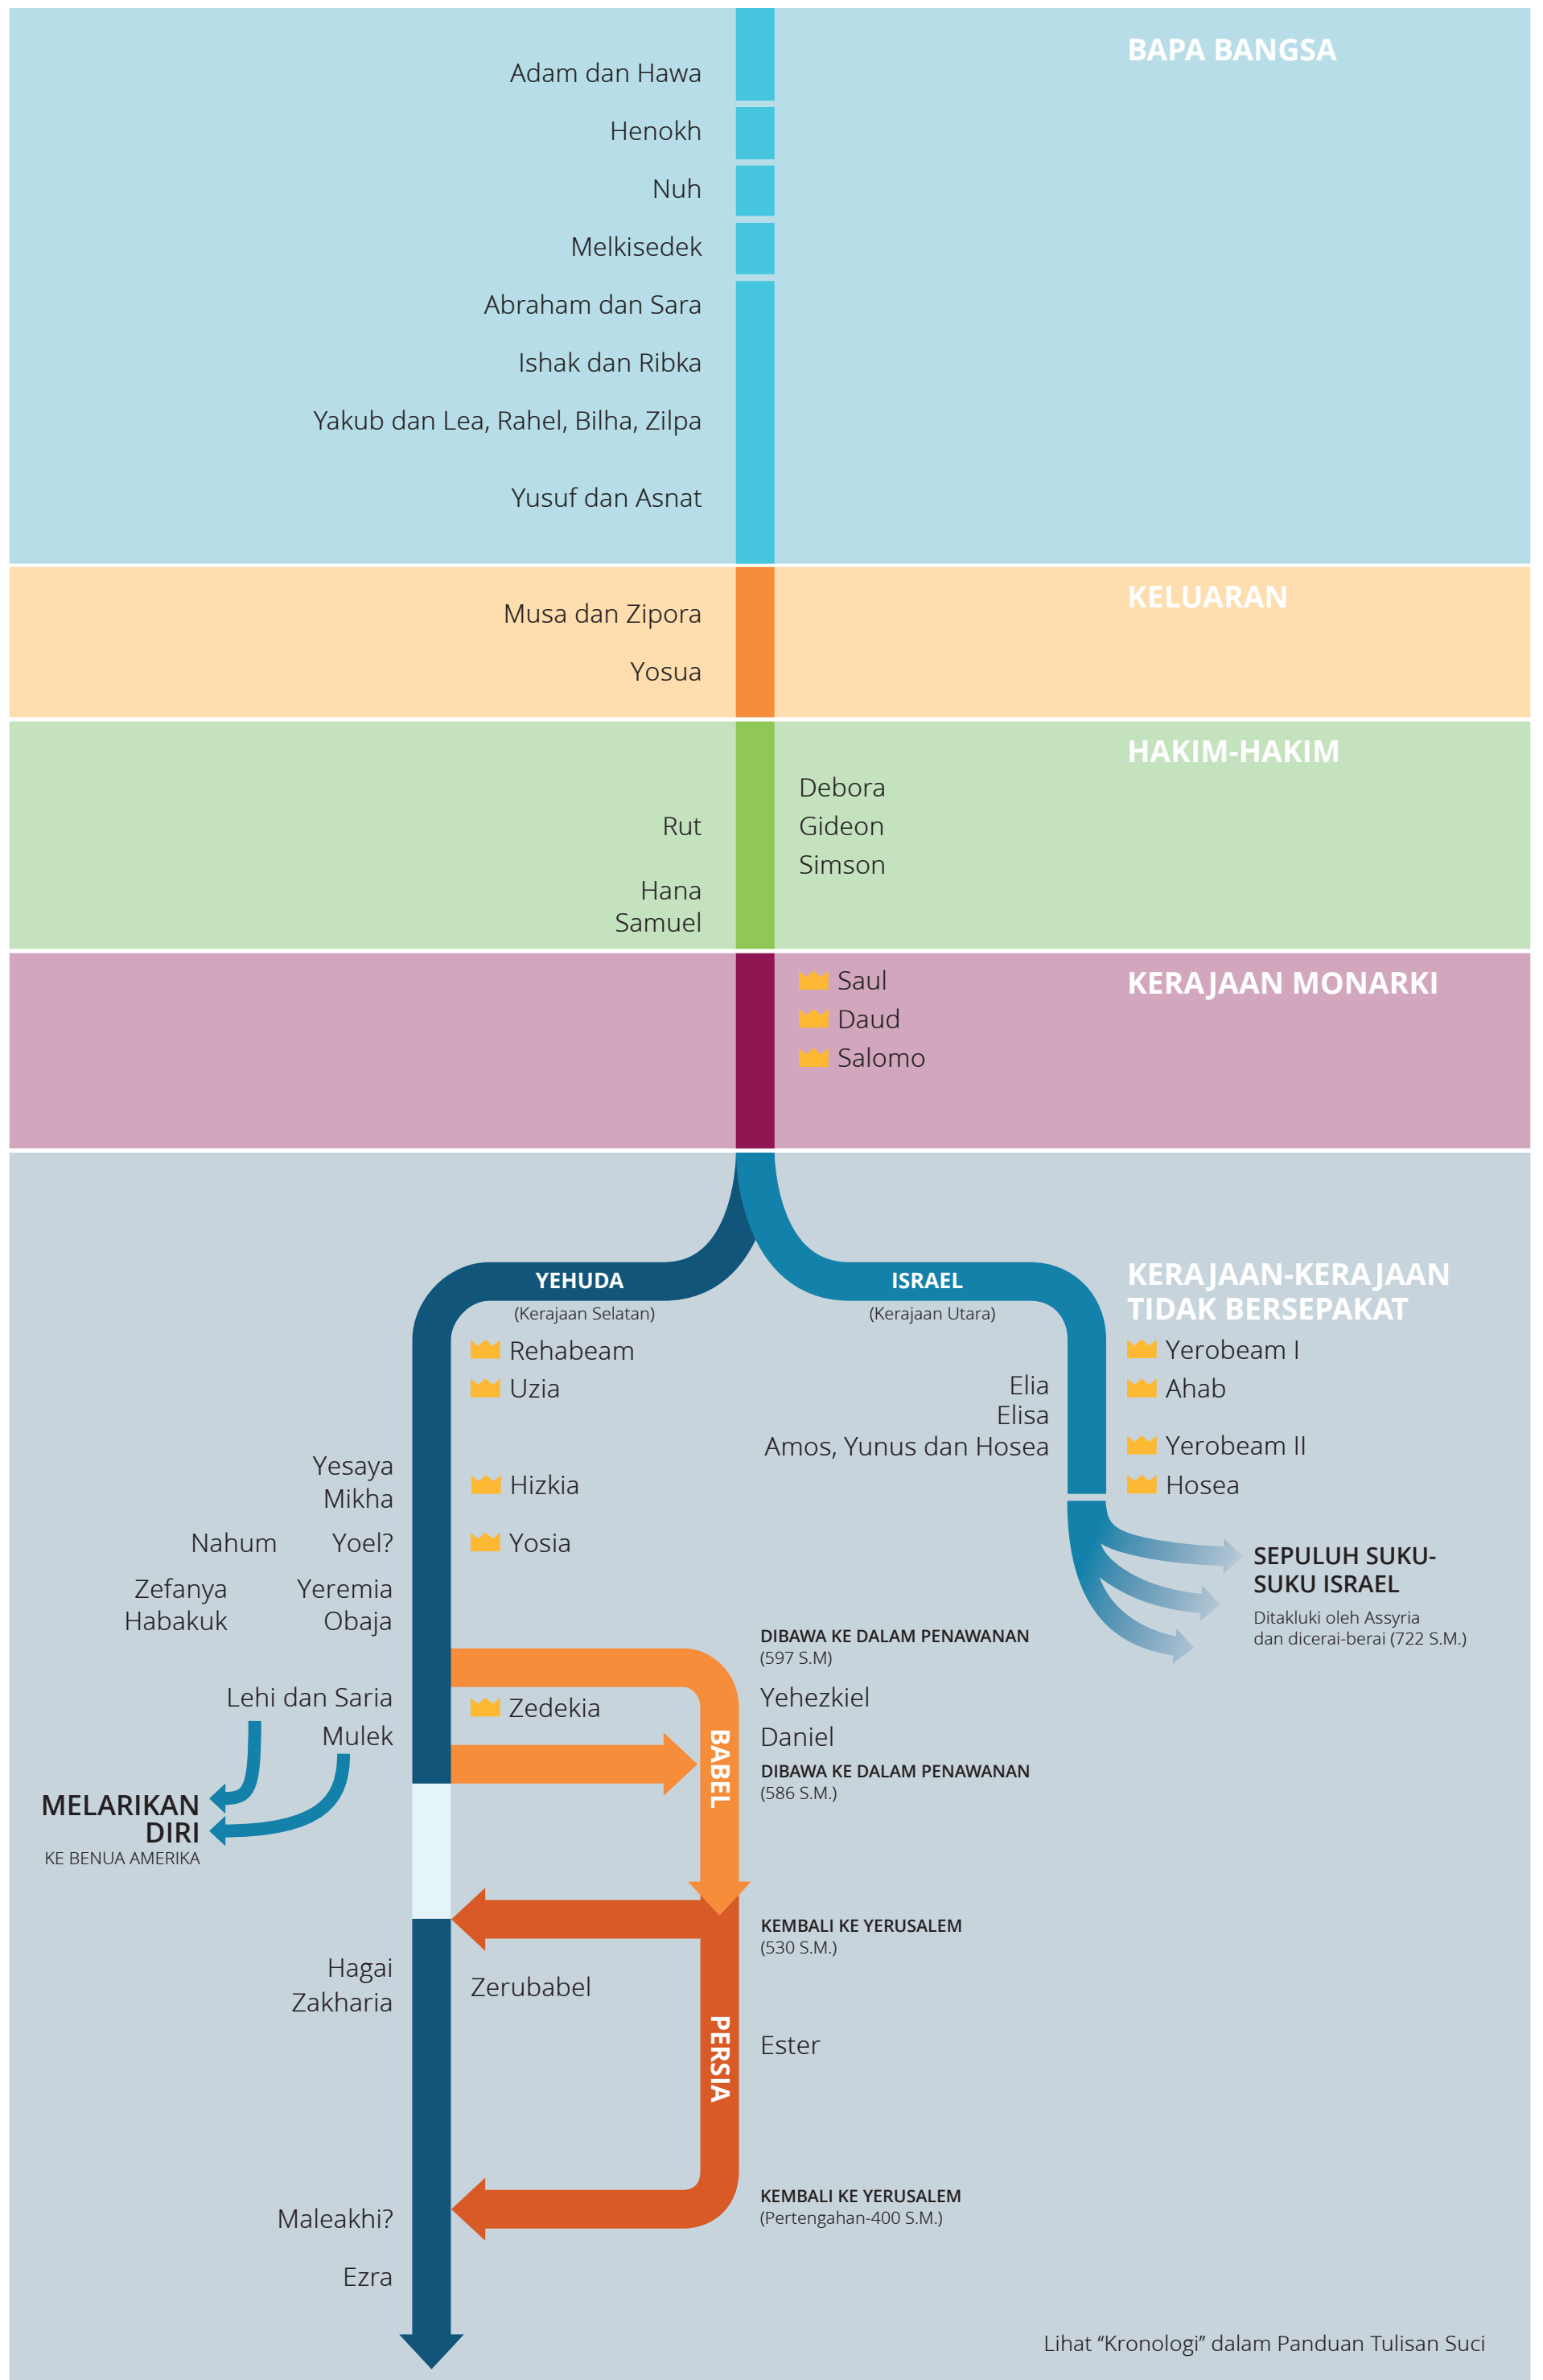 BAPA BANGSA
Adam dan Hawa
Henokh
Nuh
Melkisedek
Abraham dan Sara
Ishak dan Ribka
Yakub dan Lea, Rahel, Bilha, Zilpa
Yusuf dan Asnat
KELUARAN
Musa dan Zipora
Yosua
HAKIM-HAKIM
Debora
Rut
Gideon
Simson
Hana
Samuel
KERAJAAN MONARKI
Saul
Daud
Salomo
YEHUDA
(Kerajaan Selatan)
ISRAEL
(Kerajaan Utara)
KERAJAAN-KERAJAAN
TIDAK BERSEPAKAT
Rehabeam
Uzia
Elia
Elisa
Amos, Yunus dan Hosea
Yerobeam I
Ahab
Yerobeam II
Hosea
Yesaya
Mikha
Hizkia
Nahum
Yoel?
Yosia
Zefanya
Habakuk
Yeremia
Obaja
SEPULUH SUKU-
SUKU ISRAEL
Ditakluki oleh Assyria
dan dicerai-berai (722 S.M.)
DIBAWA KE DALAM PENAWANAN
(597 S.M)
Lehi dan Saria
Mulek
Zedekia
Yehezkiel
Daniel
BABEL
DIBAWA KE DALAM PENAWANAN
(586 S.M.)
MELARIKAN
DIRI
KE BENUA AMERIKA
KEMBALI KE YERUSALEM
(530 S.M.)
Hagai
Zakharia
Zerubabel
PERSIA
Ester
KEMBALI KE YERUSALEM
(Pertengahan-400 S.M.)
Maleakhi?
Ezra
Lihat “Kronologi” dalam Panduan Tulisan Suci